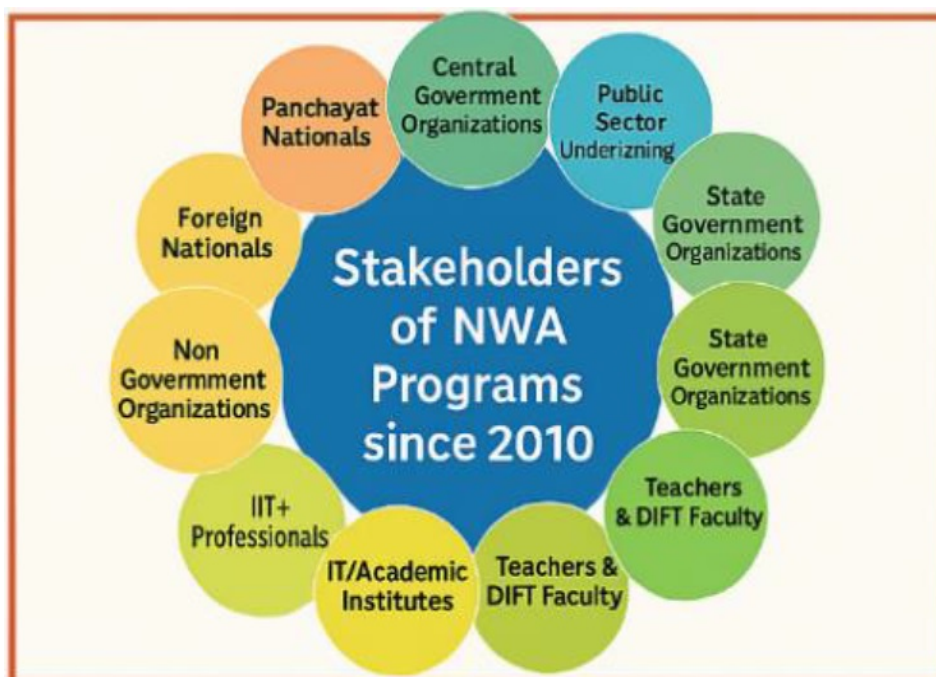 Central
Goverment
Organizations
Public
Sector
Underizning
State
Government
Organizations
State
Government
Organizations
Teachers
& DIFT Faculty
Teachers &
DIFT Faculty
IT/Academic
Institutes
IIT+
Professionals
Non
Govermment
Organizations
Foreign
Nationals
Panchayat
Nationals
Stakeholders
of NWA
Programs
since 2010